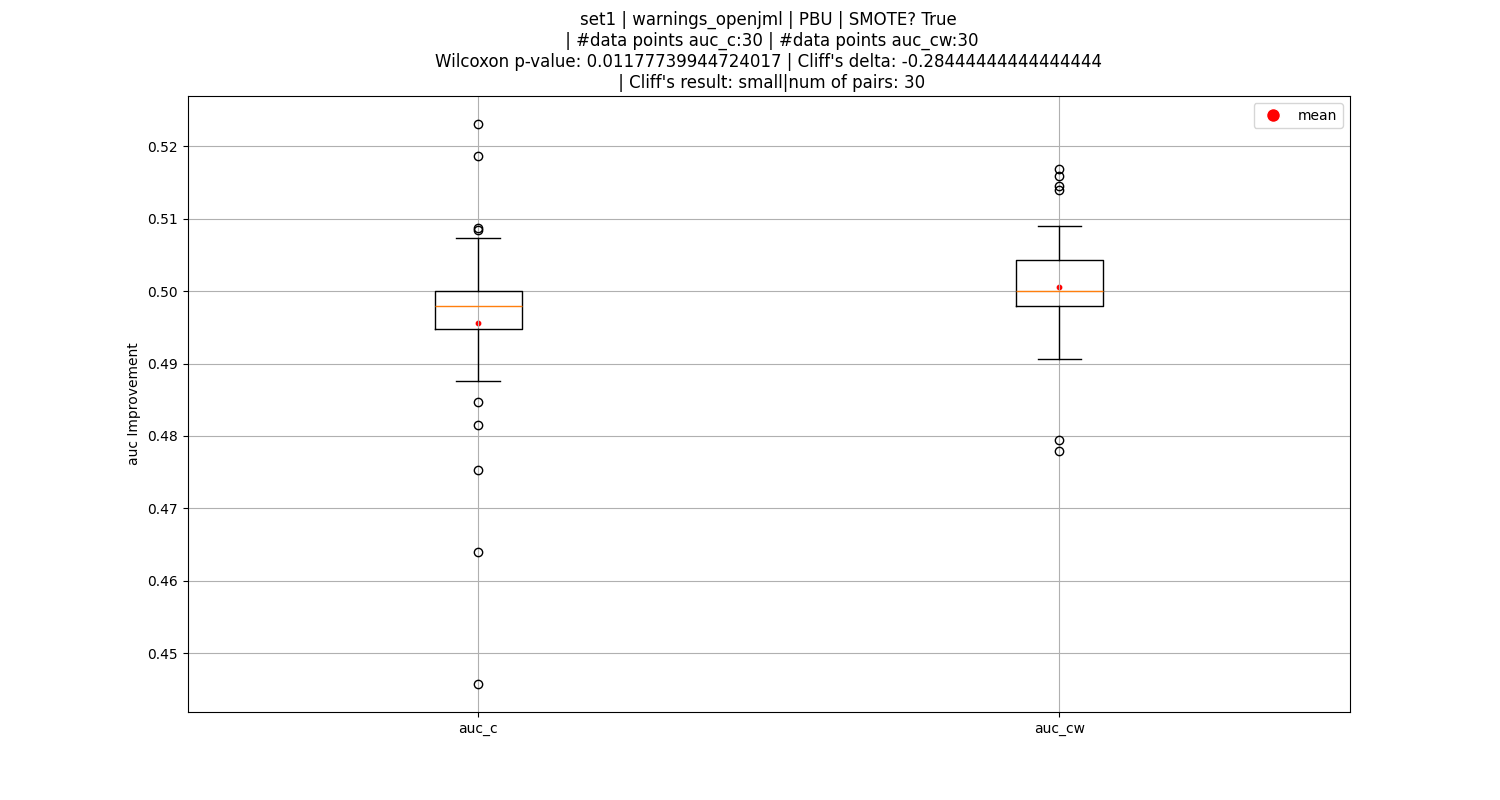 set1 | warnings_openjml | PBU | SMOTE? True
| #data points auc_c:30 | #data points auc_cw:30
Wilcoxon p-value: 0.01177739944724017 | Cliff's delta: -0.28444444444444444
| Cliff's result: small|num of pairs: 30
mean
0.52
0.51
0.50
0.49
0.48
0.47
0.46
0.45
auc Improvement
auc_c
auc_cw